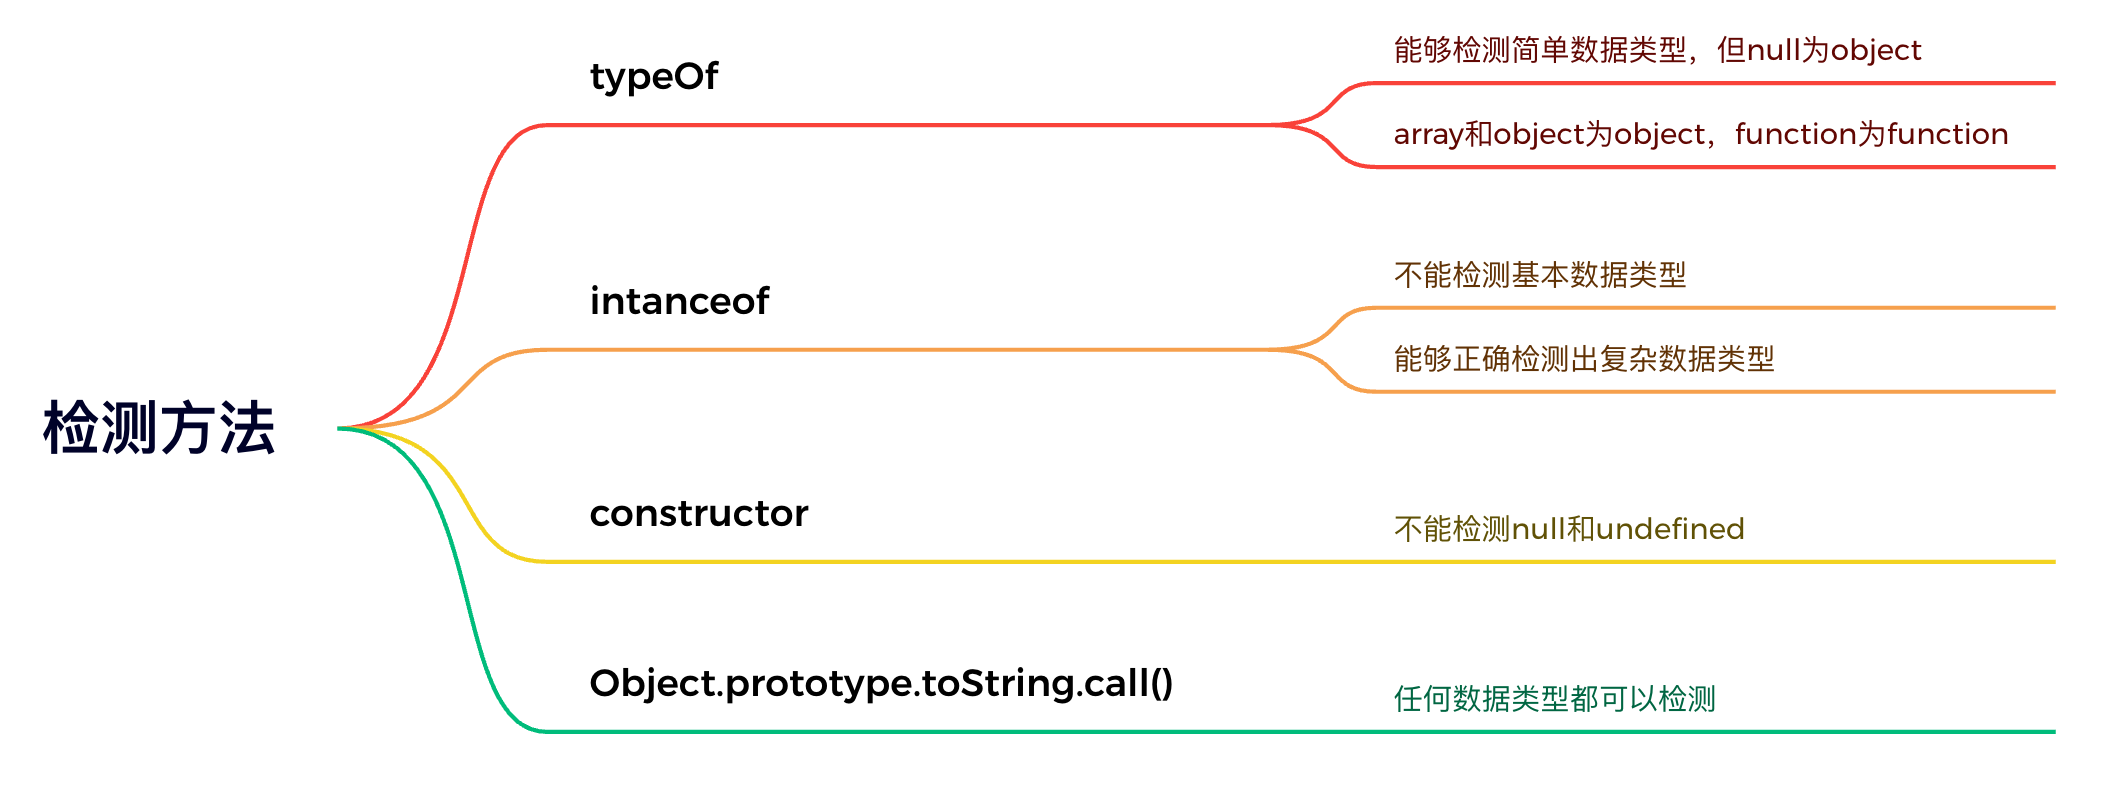 检测方法
typeOf
能够检测简单数据类型，但null为object
array和object为object，function为function
intanceof
不能检测基本数据类型
能够正确检测出复杂数据类型
constructor
不能检测null和undefined
Object.prototype.toString.call()
任何数据类型都可以检测